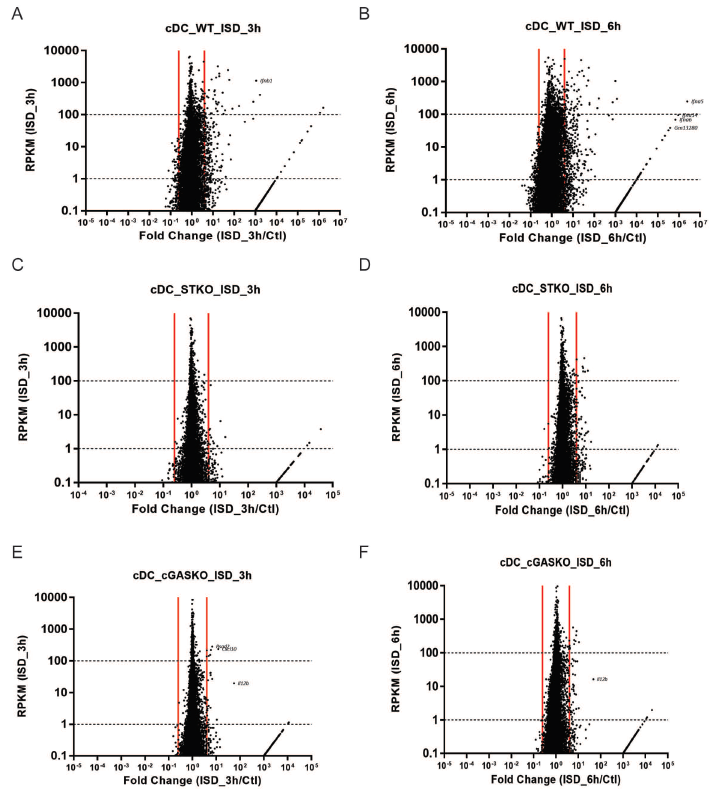 A
cDC_WT_ISD_3h
RPKM (ISD_3h)
10000
1000
100
10
1
0.1
Ifnb1
10-5 10-4 10-3 10-2 10-1 100 101 102 103 104 105 106 107
Fold Change (ISD_3h/Ctl)
B
cDC_WT_ISD_6h
RPKM (ISD_6h)
10000
1000
100
10
1
0.1
Ifna5
Ifna14
Gm13288
10-5 10-4 10-3 10-2 10-1 100 101 102 103 104 105 106 107
Fold Change (ISD_6h/Ctl)
C
cDC_STKO_ISD_3h
RPKM (ISD_3h)
10000
1000
100
10
1
0.1
10-4 10-3 10-2 10-1 100 101 102 103 104 105
Fold Change (ISD_3h/Ctl)
D
cDC_STKO_ISD_6h
RPKM (ISD_6h)
10000
1000
100
10
1
0.1
10-5 10-4 10-3 10-2 10-1 100 101 102 103 104 105
Fold Change (ISD_6h/Ctl)
E
cDC_cGASKO_ISD_3h
RPKM (ISD_3h)
10000
1000
100
10
1
0.1
Cxcl10
Il12b
10-5 10-4 10-3 10-2 10-1 100 101 102 103 104 105
Fold Change (ISD_3h/Ctl)
F
cDC_cGASKO_ISD_6h
RPKM (ISD_6h)
10000
1000
100
10
1
0.1
Il12b
10-5 10-4 10-3 10-2 10-1 100 101 102 103 104 105
Fold Change (ISD_6h/Ctl)